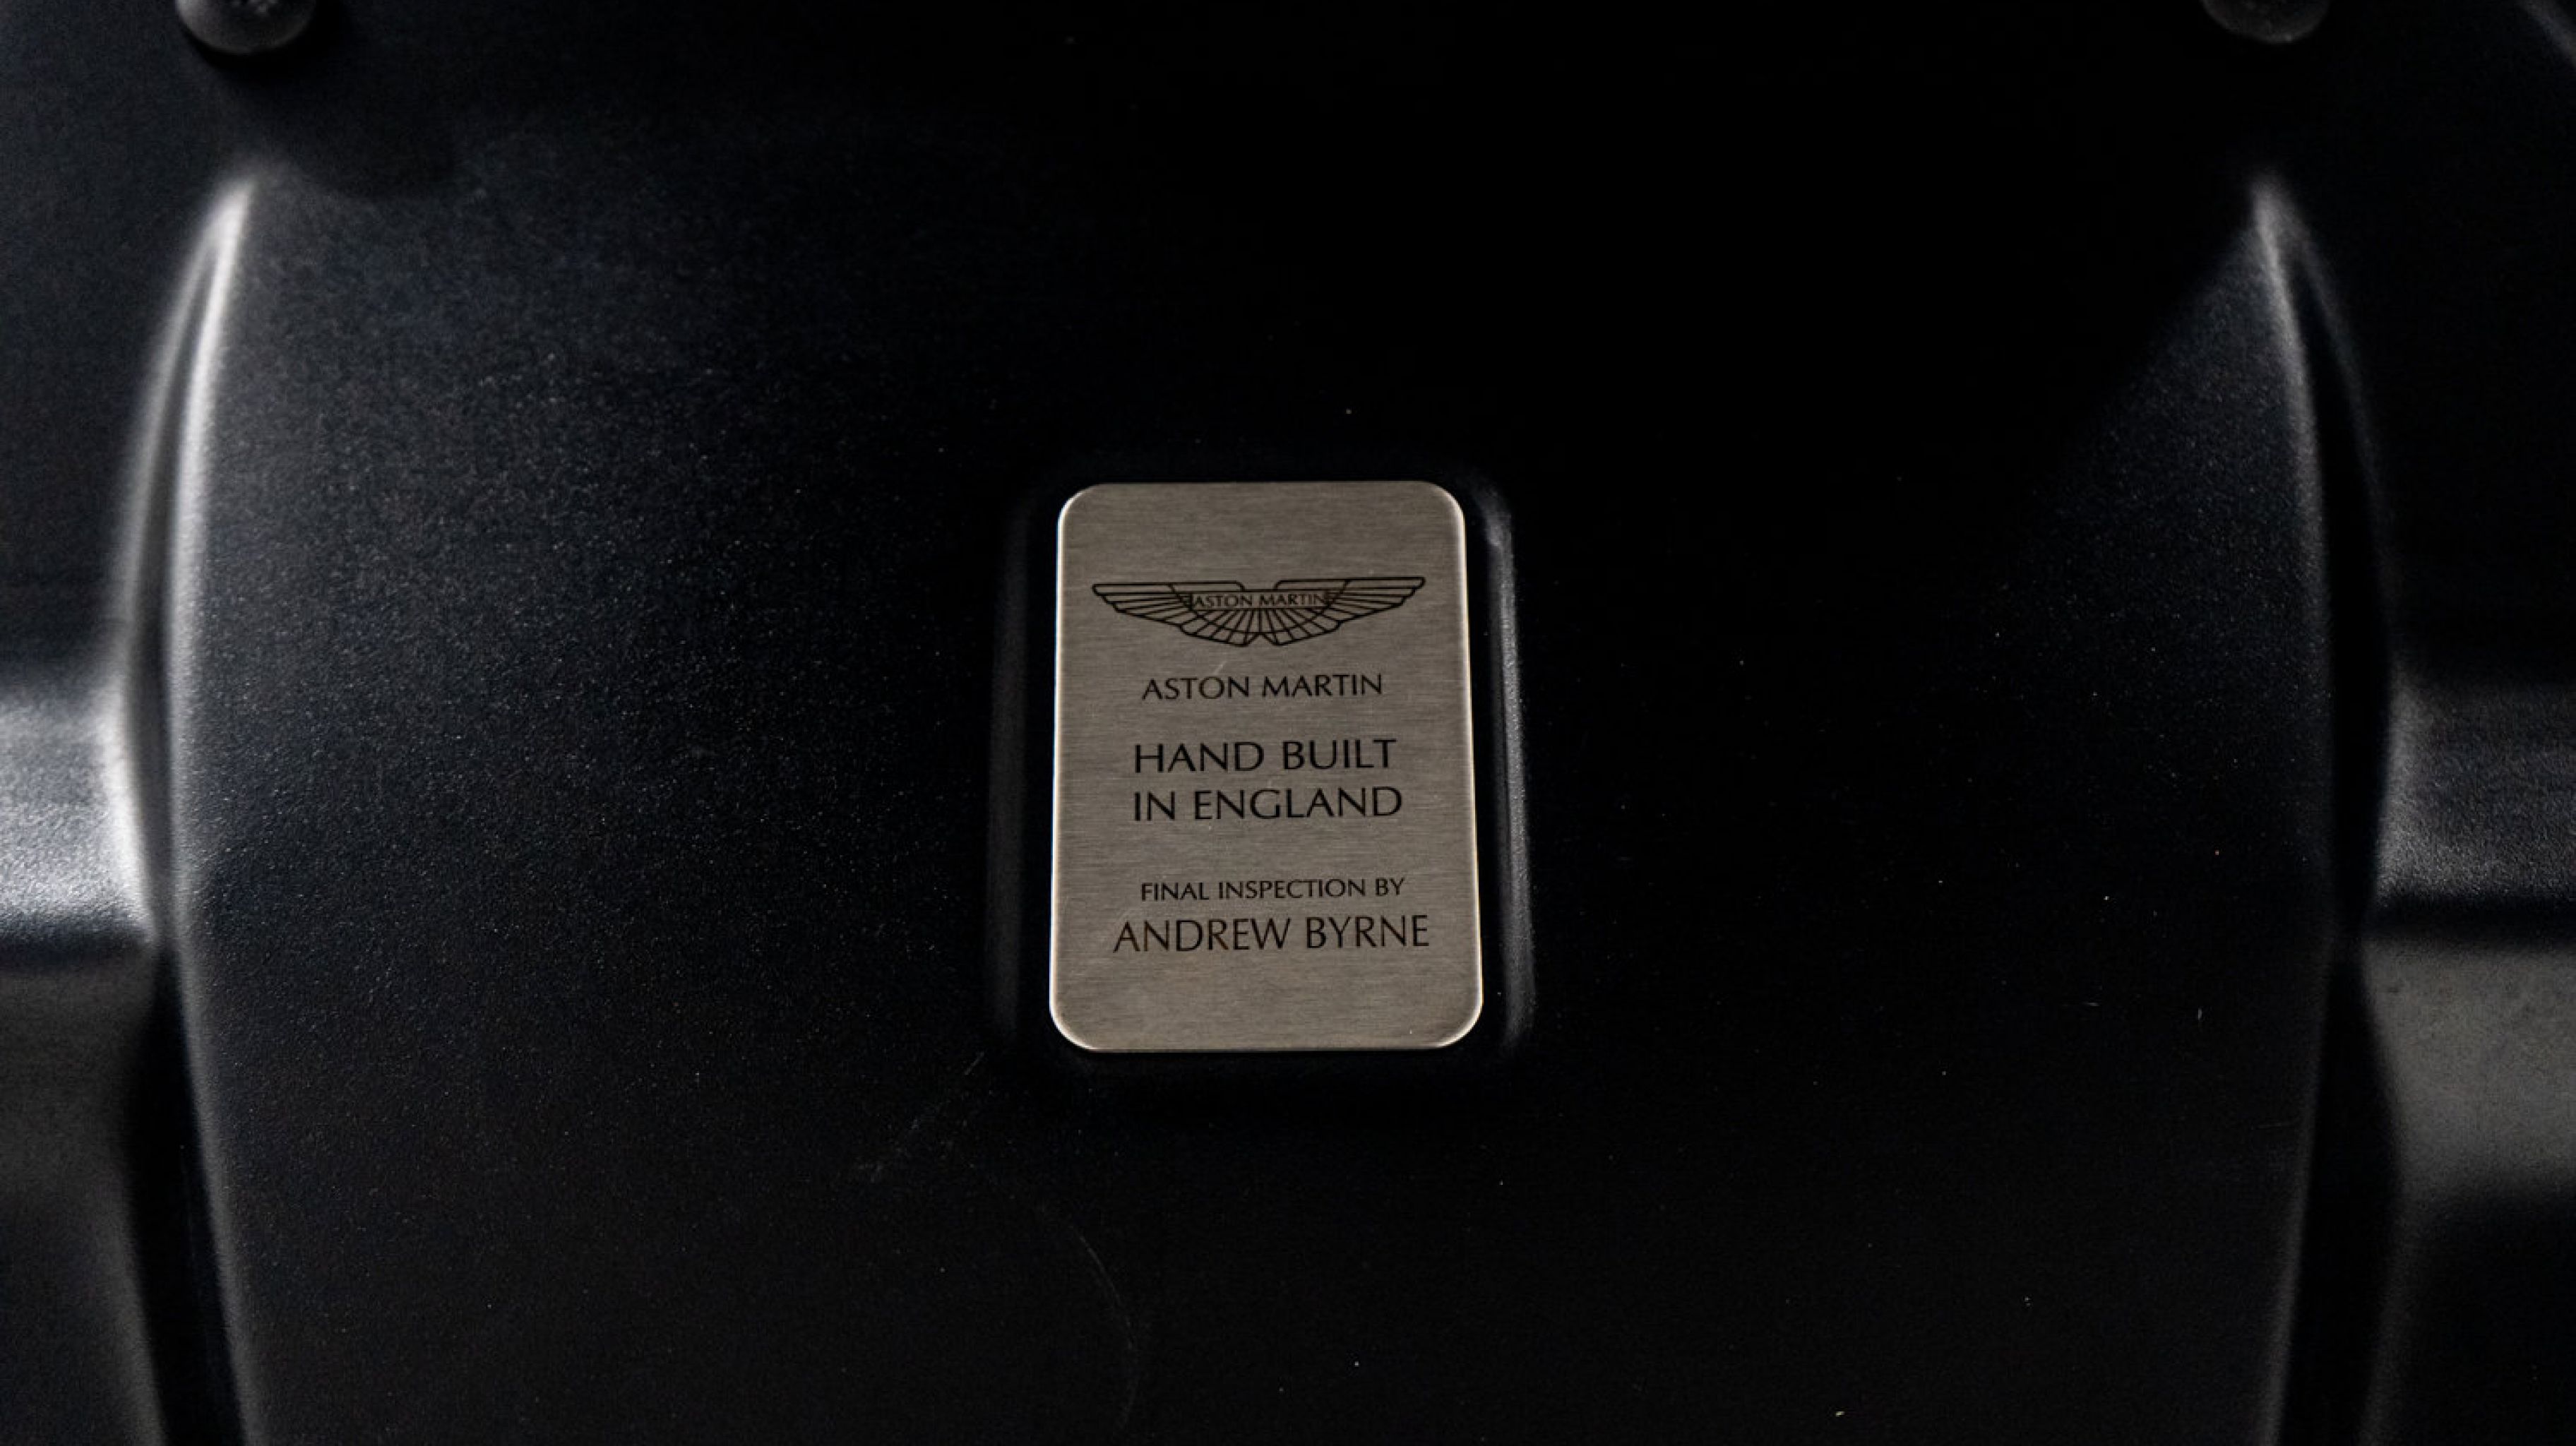 ASTON MARTIN
ASTON MARTIN
HAND BUILT
IN ENGLAND
FINAL INSPECTION BY
ANDREW BYRNE